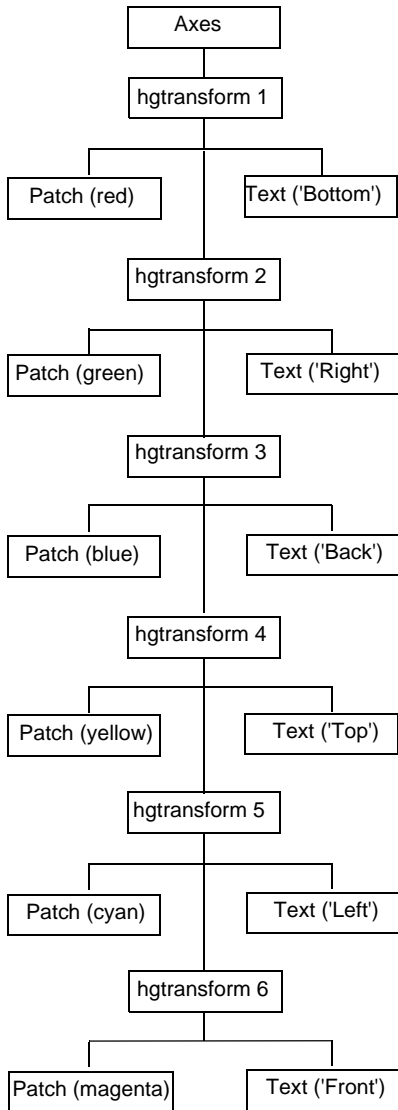 Axes
hgtransform 1
Patch (red)
Text ('Bottom')
hgtransform 2
Patch (green)
Text ('Right')
hgtransform 3
Patch (blue)
Text ('Back')
hgtransform 4
Patch (yellow)
Text ('Top')
hgtransform 5
Patch (cyan)
Text ('Left')
hgtransform 6
Patch (magenta)
Text ('Front')